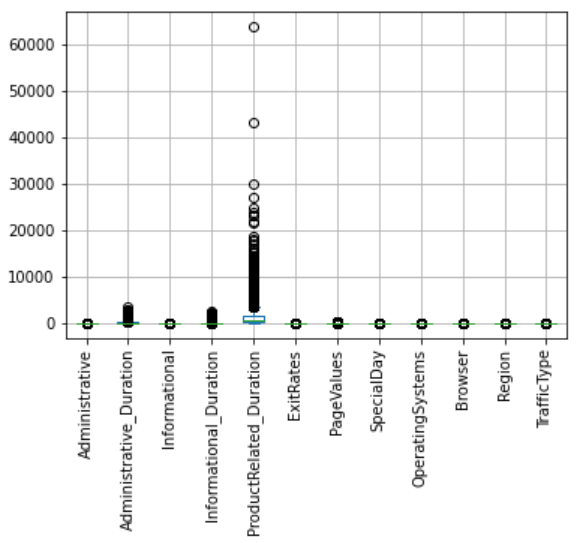 60000
50000
40000
30000
20000
10000
0
Administrative
Administrative_Duration
Informational
Informational_Duration
ProductRelated_Duration
ExitRates
PageValues
SpecialDay
OperatingSystems
Browser
Region
TrafficType